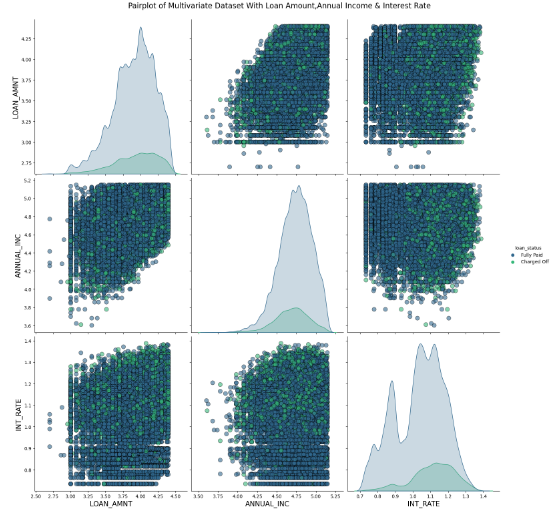 Pairplot of Multivariate Dataset With Loan Amount,Annual Income & Interest Rate
LOAN_AMNT
4.25
4.00
3.75
3.50
3.25
3.00
2.75
ANNUAL_INC
5.2
5.0
4.8
4.6
4.4
4.2
4.0
3.8
3.6
loan_status
Fully Paid
Charged Off
INT_RATE
1.4
1.3
1.2
1.1
1.0
0.9
0.8
2.50 2.75 3.00 3.25 3.50 3.75 4.00 4.25 4.50
LOAN_AMNT
3.50 3.75 4.00 4.25 4.50 4.75 5.00 5.25
ANNUAL_INC
0.7 0.8 0.9 1.0 1.1 1.2 1.3 1.4
INT_RATE